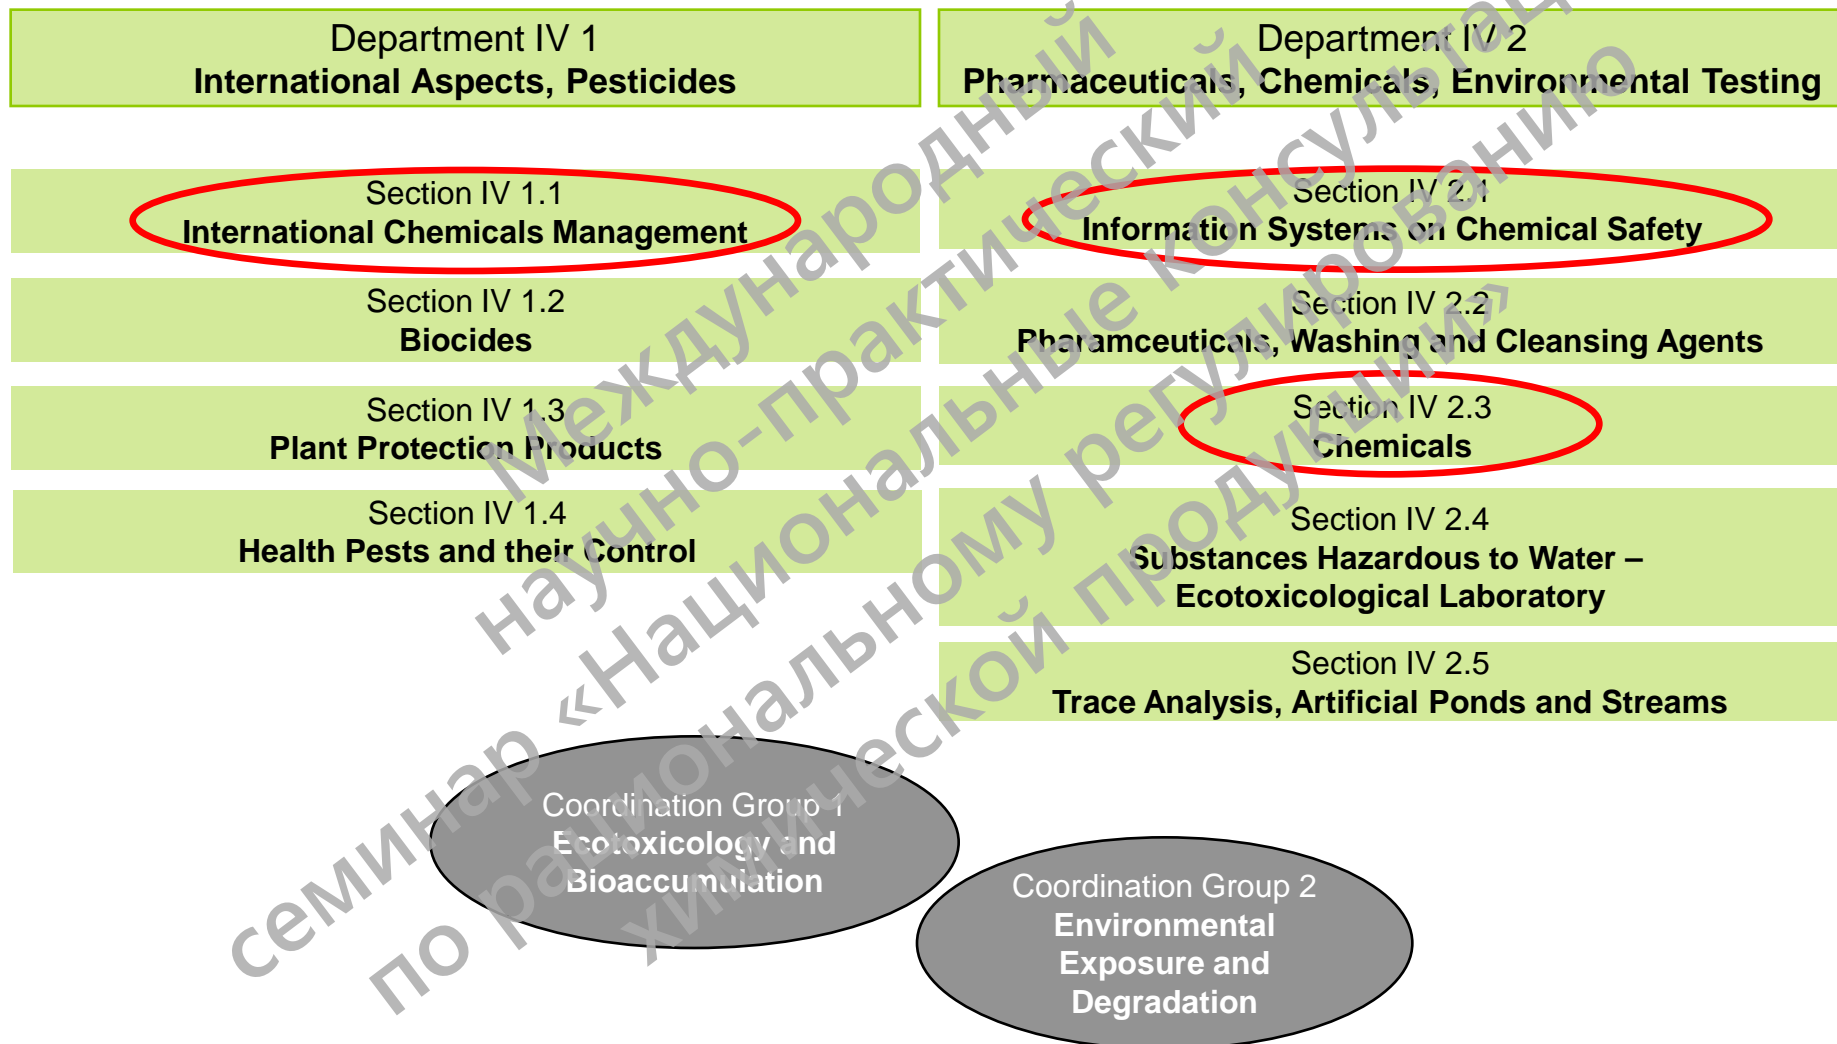 Department IV 1
International Aspects, Pesticides
Department IV 2
Pharmaceuticals, Chemicals, Environmental Testing
Section IV 1.1
International Chemicals Management
Section IV 2.1
Information Systems on Chemical Safety
Section IV 1.2
Biocides
Section IV 2.2
Pharamceuticals, Washing and Cleansing Agents
Section IV 1.3
Plant Protection Products
Section IV 2.3
Chemicals
Section IV 1.4
Health Pests and their Control
Section IV 2.4
Substances Hazardous to Water –
Ecotoxicological Laboratory
Section IV 2.5
Trace Analysis, Artificial Ponds and Streams
Coordination Group 1
Ecotoxicology and
Bioaccumulation
Coordination Group 2
Environmental
Exposure and
Degradation
Международный
научно-практический
семинар «Национальные
по рациональному регулированию
химической продукции»